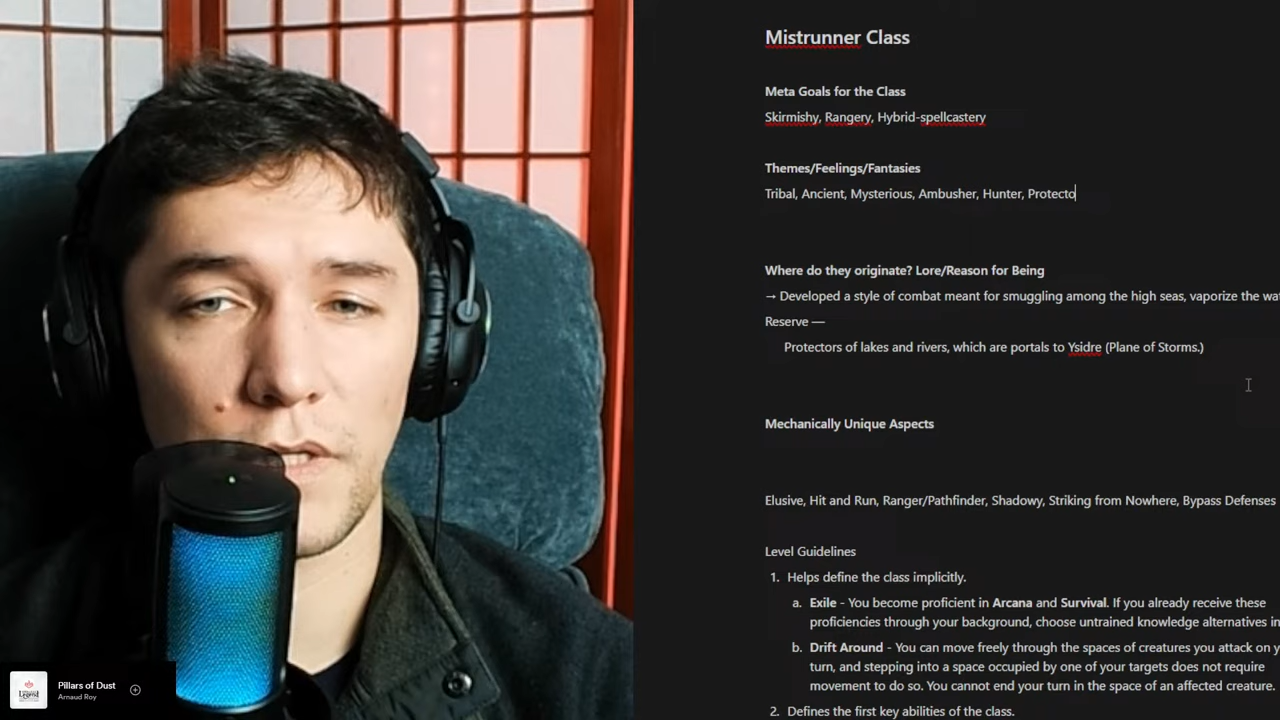 Mistrunner Class
Meta Goals for the Class
Skirmishy, Rangery, Hybrid-spellcastery
Themes/Feelings/Fantasies
Tribal, Ancient, Mysterious, Ambusher, Hunter, Protecto
Where do they originate? Lore/Reason for Being
→ Developed a style of combat meant for smuggling among the high seas, vaporize the
Reserve —
Protectors of lakes and rivers, which are portals to Ysidre (Plane of Storms.)
Mechanically Unique Aspects
Elusive, Hit and Run, Ranger/Pathfinder, Shadowy, Striking from Nowhere, Bypass Defenses
Level Guidelines
1. Helps define the class implicitly.
a. Exile - You become proficient in Arcana and Survival. If you already receive these
proficiencies through your background, choose untrained knowledge alternatives in
b. Drift Around - You can move freely through the spaces of creatures you attack on
turn, and stepping into a space occupied by one of your targets does not require
movement to do so. You cannot end your turn in the space of an affected creature.
2. Defines the first key abilities of the class.
Legend
Pillars of Dust
Arnaud Roy